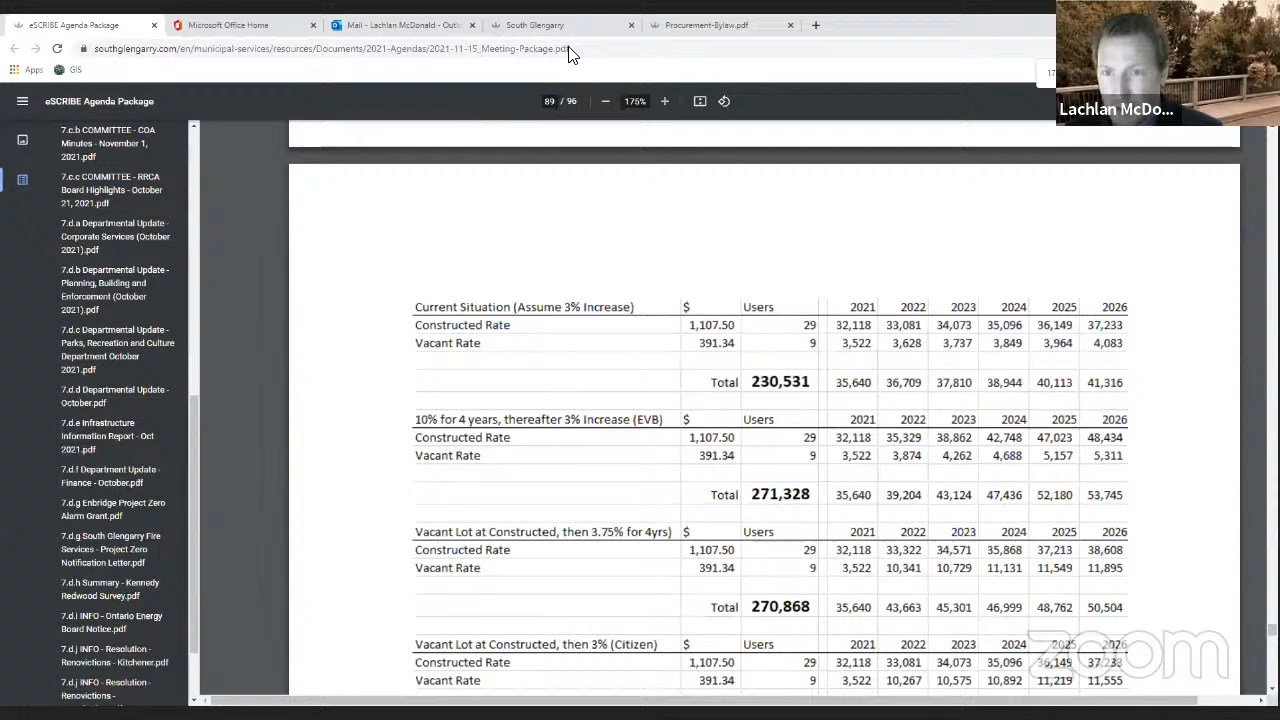 eSCRIBE Agenda Package
Microsoft Office Home
Mail - Lachlan McDonald - Outlo
South Glengarry
Procurement-Bylaw.pdf
southglengarry.com/en/municipal-services/resources/Documents/2021-Agendas/2021-11-15_Meeting-Package.pdf
Apps
GIS
17
eSCRIBE Agenda Package
89 / 96
175%
Lachlan McDo...
7.c.b COMMITTEE - COA
Minutes - November 1,
2021.pdf
7.c.c COMMITTEE - RRCA
Board Highlights - October
21, 2021.pdf
7.d.a Departmental Update -
Corporate Services (October
2021).pdf
7.d.b Departmental Update -
Planning, Building and
Enforcement (October
2021).pdf
7.d.c Departmental Update -
Parks, Recreation and Culture
Department October
2021.pdf
7.d.d Departmental Update -
October.pdf
7.d.e Infrastructure
Information Report - Oct
2021.pdf
7.d.f Department Update -
Finance - October.pdf
7.d.g Enbridge Project Zero
Alarm Grant.pdf
7.d.g South Glengarry Fire
Services - Project Zero
Notification Letter.pdf
7.d.h Summary - Kennedy
Redwood Survey.pdf
7.d.i INFO - Ontario Energy
Board Notice.pdf
7.d.j INFO - Resolution -
Renovictions - Kitchener.pdf
7.d.j INFO - Resolution -
Renovictions -
Current Situation (Assume 3% Increase) $ Users 2021 2022 2023 2024 2025 2026
Constructed Rate 1,107.50 29 32,118 33,081 34,073 35,096 36,149 37,233
Vacant Rate 391.34 9 3,522 3,628 3,737 3,849 3,964 4,083
Total 230,531 35,640 36,709 37,810 38,944 40,113 41,316
10% for 4 years, thereafter 3% Increase (EVB) $ Users 2021 2022 2023 2024 2025 2026
Constructed Rate 1,107.50 29 32,118 35,329 38,862 42,748 47,023 48,434
Vacant Rate 391.34 9 3,522 3,874 4,262 4,688 5,157 5,311
Total 271,328 35,640 39,204 43,124 47,436 52,180 53,745
Vacant Lot at Constructed, then 3.75% for 4yrs) $ Users 2021 2022 2023 2024 2025 2026
Constructed Rate 1,107.50 29 32,118 33,322 34,571 35,868 37,213 38,608
Vacant Rate 391.34 9 3,522 10,341 10,729 11,131 11,549 11,895
Total 270,868 35,640 43,663 45,301 46,999 48,762 50,504
Vacant Lot at Constructed, then 3% (Citizen) $ Users 2021 2022 2023 2024 2025 2026
Constructed Rate 1,107.50 29 32,118 33,081 34,073 35,096 36,149 37,233
Vacant Rate 391.34 9 3,522 10,267 10,575 10,892 11,219 11,555
zoom